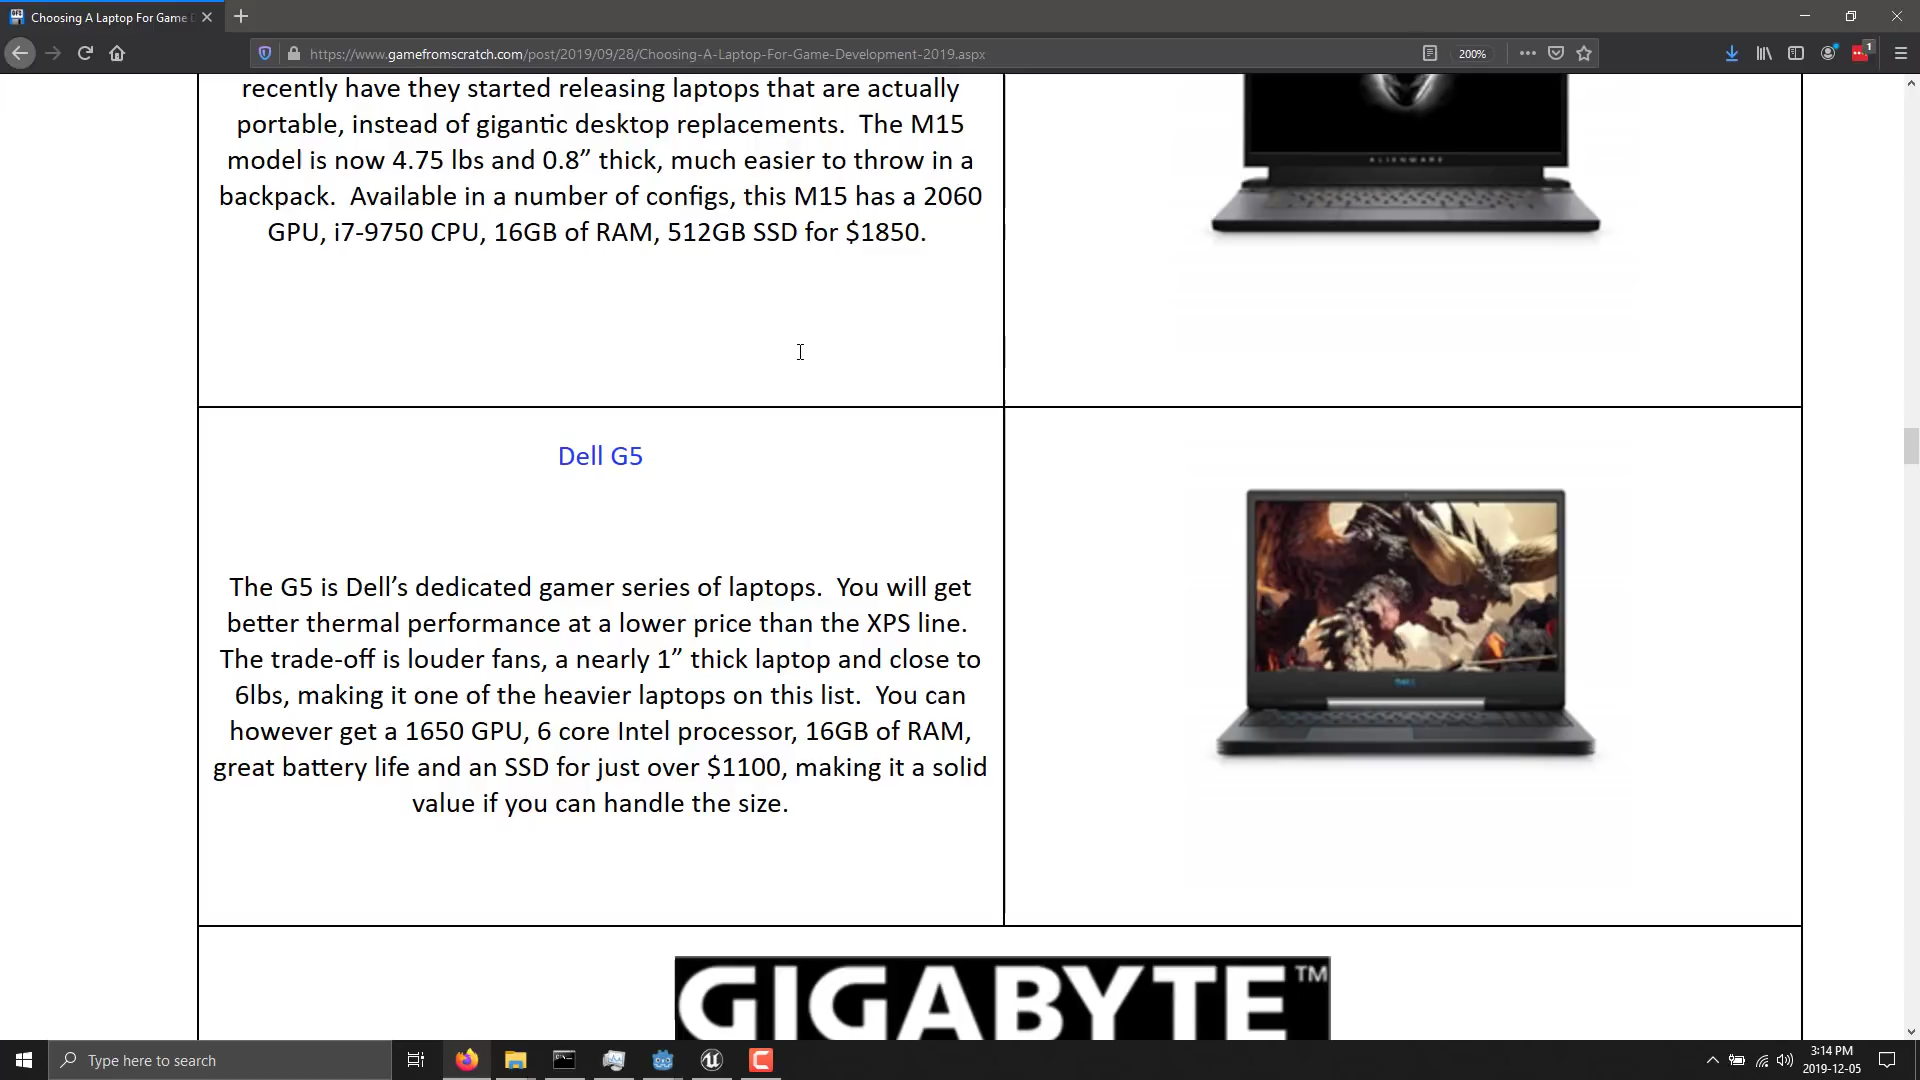 Choosing A Laptop For Game D
https://www.gamefromscratch.com/post/2019/09/28/Choosing-A-Laptop-For-Game-Development-2019.aspx
200%
1
recently have they started releasing laptops that are actually
portable, instead of gigantic desktop replacements.  The M15
model is now 4.75 lbs and 0.8” thick, much easier to throw in a
backpack.  Available in a number of configs, this M15 has a 2060
GPU, i7-9750 CPU, 16GB of RAM, 512GB SSD for $1850.
ALIENWARE
Dell G5
The G5 is Dell’s dedicated gamer series of laptops.  You will get
better thermal performance at a lower price than the XPS line.
The trade-off is louder fans, a nearly 1” thick laptop and close to
6lbs, making it one of the heavier laptops on this list.  You can
however get a 1650 GPU, 6 core Intel processor, 16GB of RAM,
great battery life and an SSD for just over $1100, making it a solid
value if you can handle the size.
DELL
GIGABYTE™
Type here to search
3:14 PM
2019-12-05